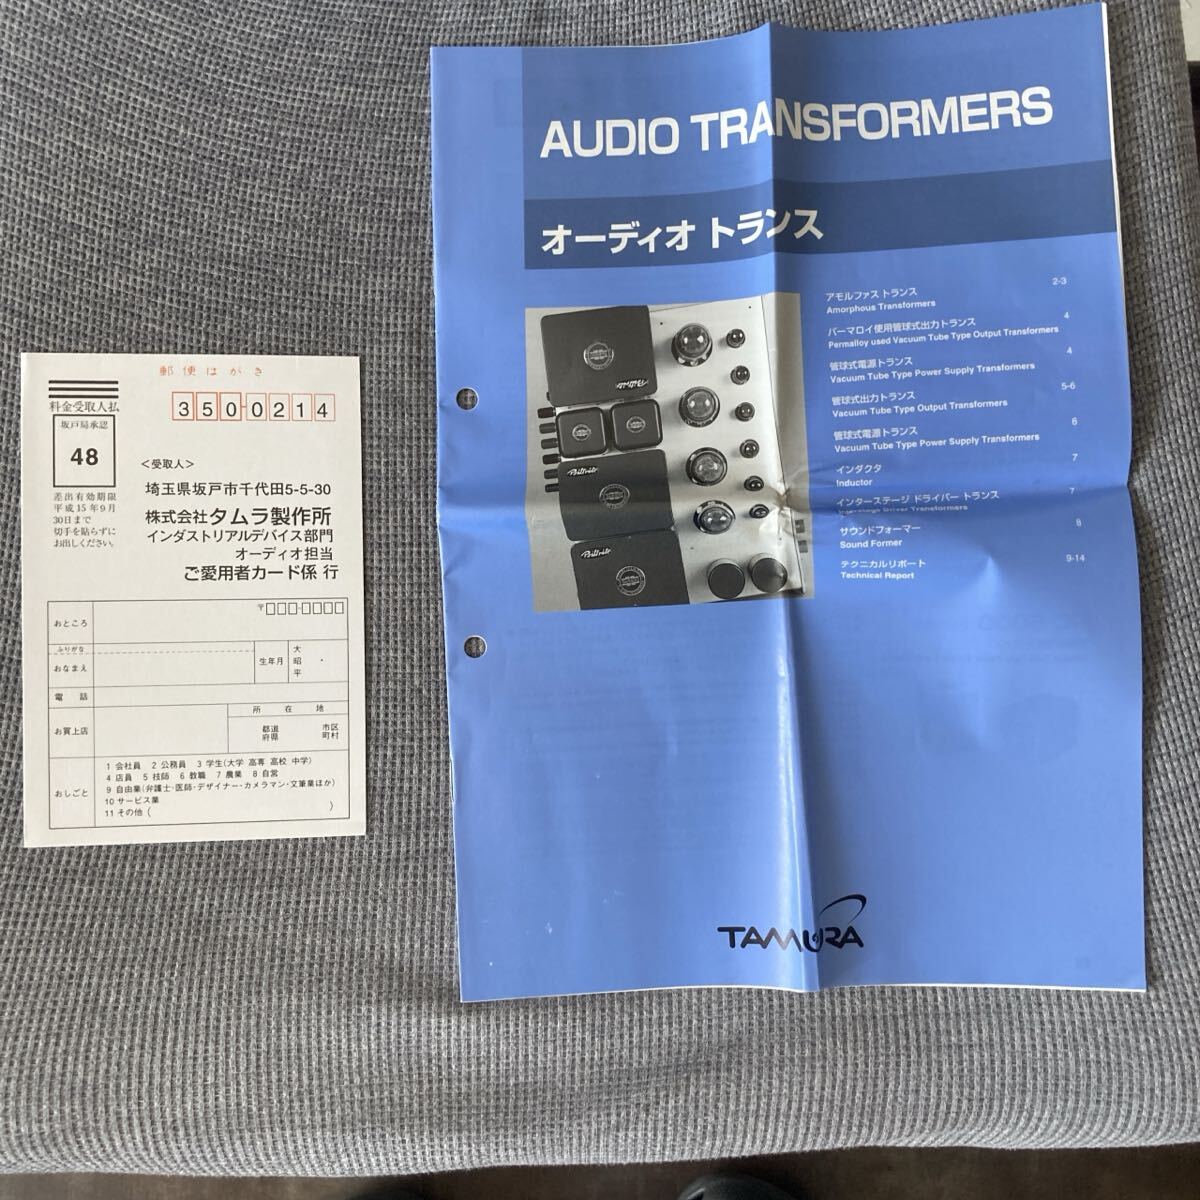 郵便はがき
料金受取人払
坂戸局承認
48
差出有効期限
平成15年9月
30日まで
切手を貼らずに
お出しください。
3500214
<受取人>
埼玉県坂戸市千代田5-5-30
株式会社タムラ製作所
インダストリアルデバイス部門
オーディオ担当
ご愛用者カード係 行
おところ
〒
ふりがな
おなまえ
生年月
大
昭 ・
平
電話
お買上店
所在地
都道 市区
府県 町村
おしごと
1 会社員 2 公務員 3 学生(大学 高専 高校 中学)
4 店員 5 技師 6 教職 7 農業 8 自営
9 自由業(弁護士・医師・デザイナー・カメラマン・文筆業ほか)
10 サービス業
11 その他( )
AUDIO TRANSFORMERS
オーディオ トランス
アモルファス トランス 2-3
Amorphous Transformers
パーマロイ使用管球式出力トランス 4
Permalloy used Vacuum Tube Type Output Transformers
管球式電源トランス 4
Vacuum Tube Type Power Supply Transformers
管球式出力トランス 5-6
Vacuum Tube Type Output Transformers
管球式電源トランス 6
Vacuum Tube Type Power Supply Transformers
インダクタ 7
Inductor
インターステージ ドライバー トランス 7
Interstage Driver Transformers
サウンドフォーマー 8
Sound Former
テクニカルリポート 9-14
Technical Report
TAMURA